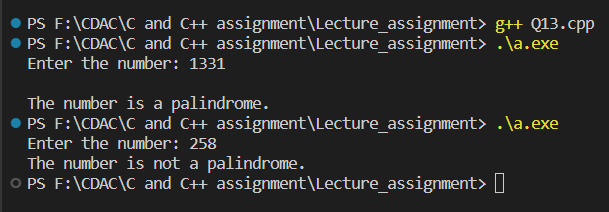 PS F:\CDAC\C and C++ assignment\Lecture_assignment> g++ Q13.cpp
PS F:\CDAC\C and C++ assignment\Lecture_assignment> .\a.exe
Enter the number: 1331
The number is a palindrome.
PS F:\CDAC\C and C++ assignment\Lecture_assignment> .\a.exe
Enter the number: 258
The number is not a palindrome.
PS F:\CDAC\C and C++ assignment\Lecture_assignment>